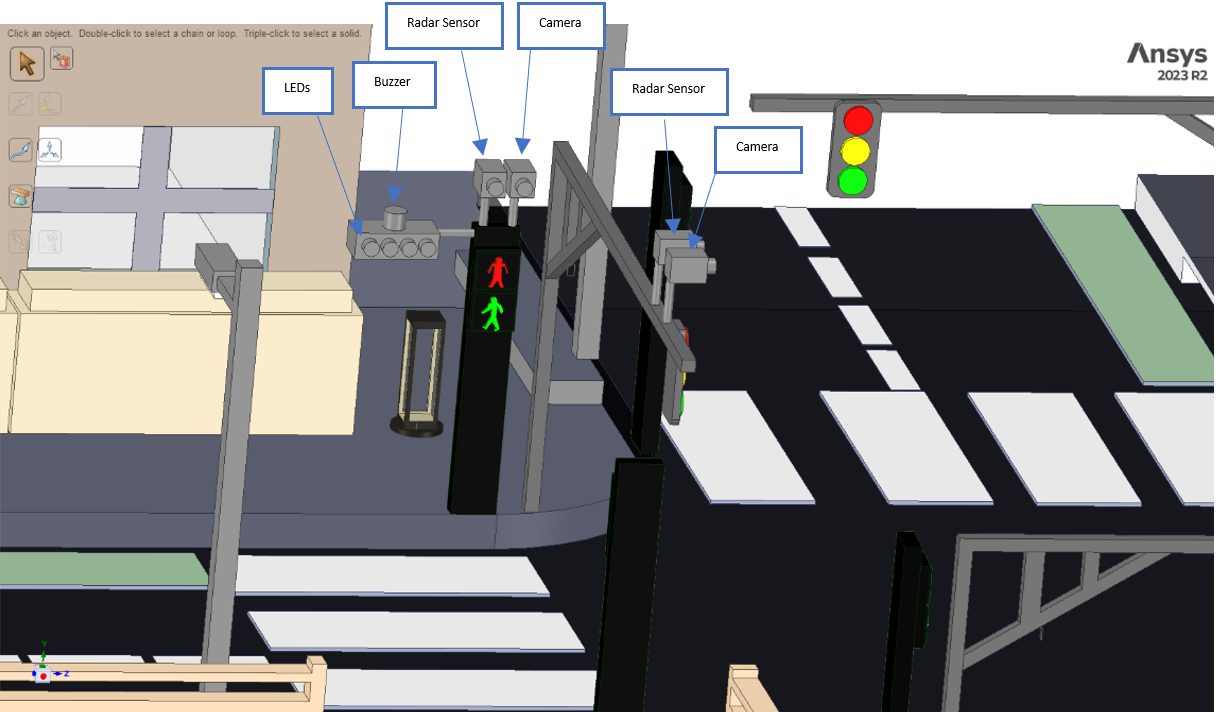 Click an object.  Double-click to select a chain or loop.  Triple-click to select a solid.
Radar Sensor
Camera
Ansys
2023 R2
LEDs
Buzzer
Radar Sensor
Camera
Y
Z